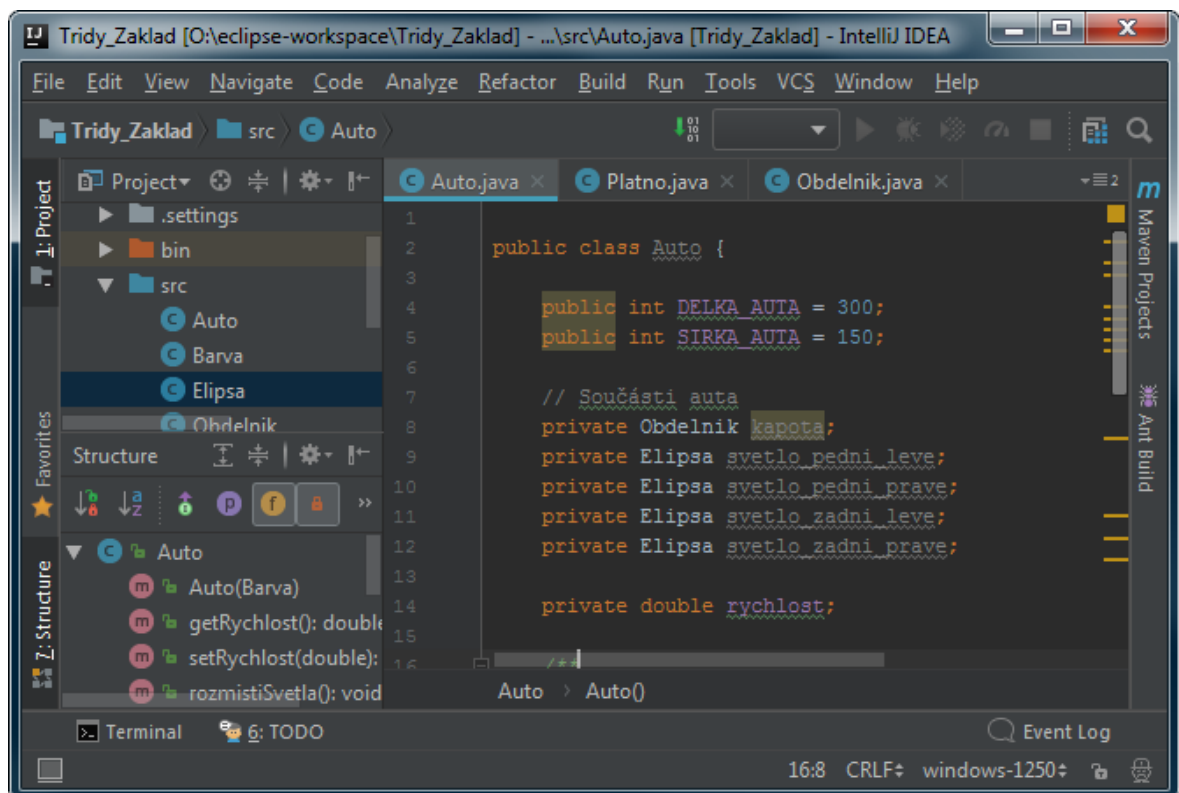 Tridy_Zaklad [O:\eclipse-workspace\Tridy_Zaklad] - ...\src\Auto.java [Tridy_Zaklad] - IntelliJ IDEA
File Edit View Navigate Code Analyze Refactor Build Run Tools VCS Window Help
Tridy_Zaklad src Auto
1: Project
Favorites
7: Structure
Project
.settings
bin
src
Auto
Barva
Elipsa
Obdelnik
Structure
Auto
Auto(Barva)
getRychlost(): double
setRychlost(double):
rozmistiSvetla(): void
Auto.java Platno.java Obdelnik.java 2
1
2 public class Auto {
3
4 public int DELKA_AUTA = 300;
5 public int SIRKA_AUTA = 150;
6
7 // Součásti auta
8 private Obdelnik kapota;
9 private Elipsa svetlo_pedni_leve;
10 private Elipsa svetlo_pedni_prave;
11 private Elipsa svetlo_zadni_leve;
12 private Elipsa svetlo_zadni_prave;
13
14 private double rychlost;
15
16 /**
Auto Auto()
Maven Projects
Ant Build
Terminal 6: TODO Event Log
16:8 CRLF windows-1250